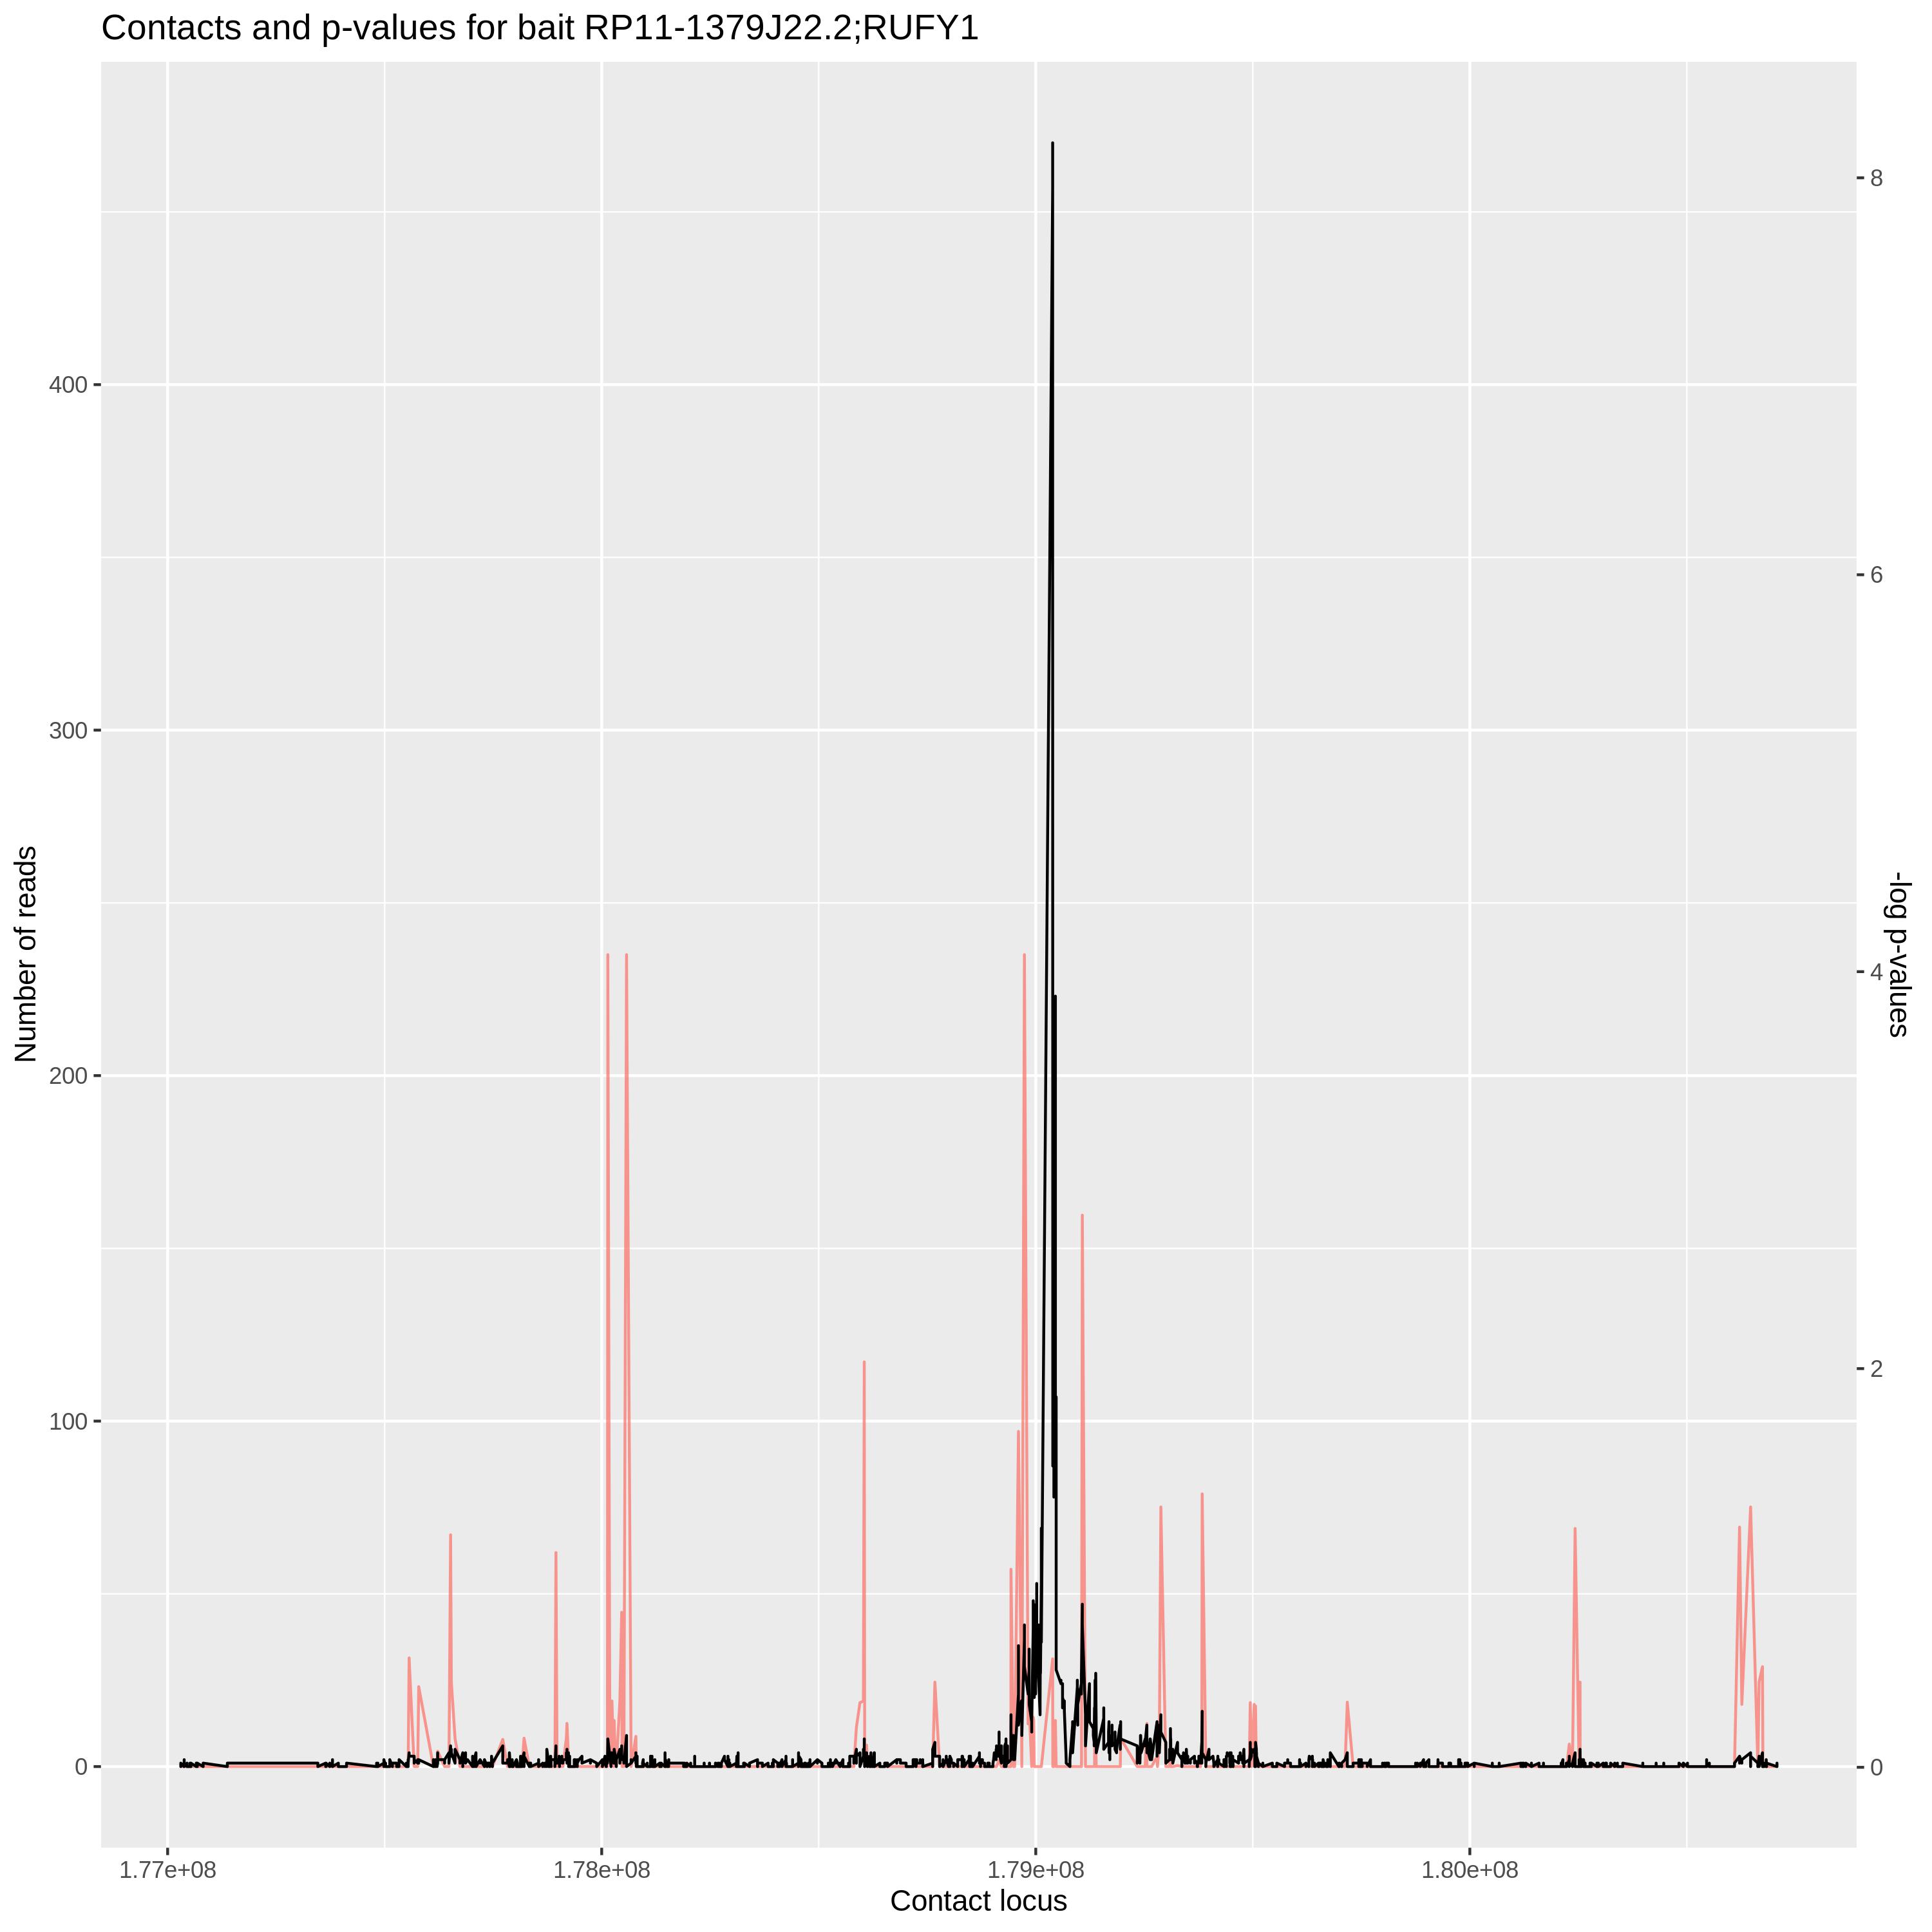 Contacts and p-values for bait RP11-1379J22.2;RUFY1
Number of reads
400
300
200
100
0
8
6
4
2
0
-log p-values
1.77e+08
1.78e+08
1.79e+08
1.80e+08
Contact locus